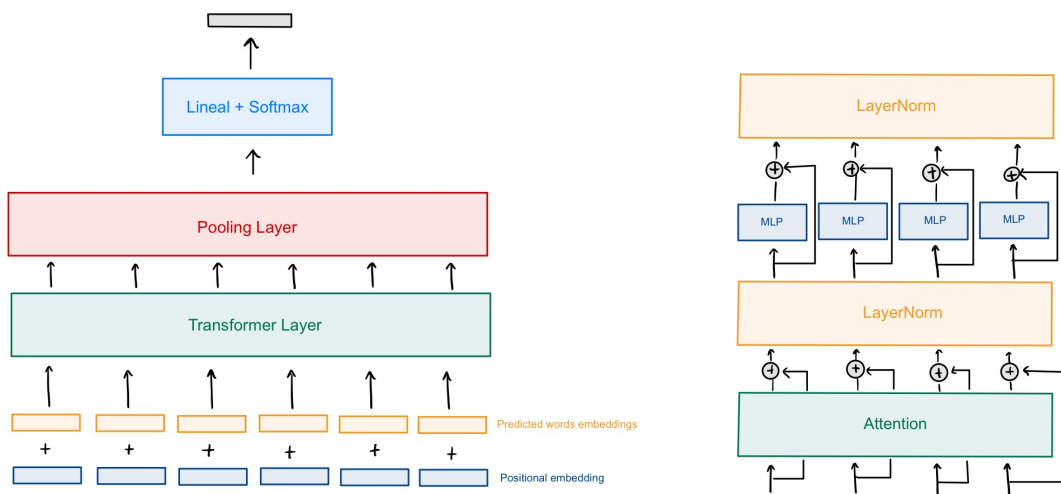 Lineal + Softmax
Pooling Layer
Transformer Layer
Predicted words embeddings
+ + + + + +
Positional embedding
LayerNorm
+ + + +
MLP MLP MLP MLP
LayerNorm
+ + + +
Attention